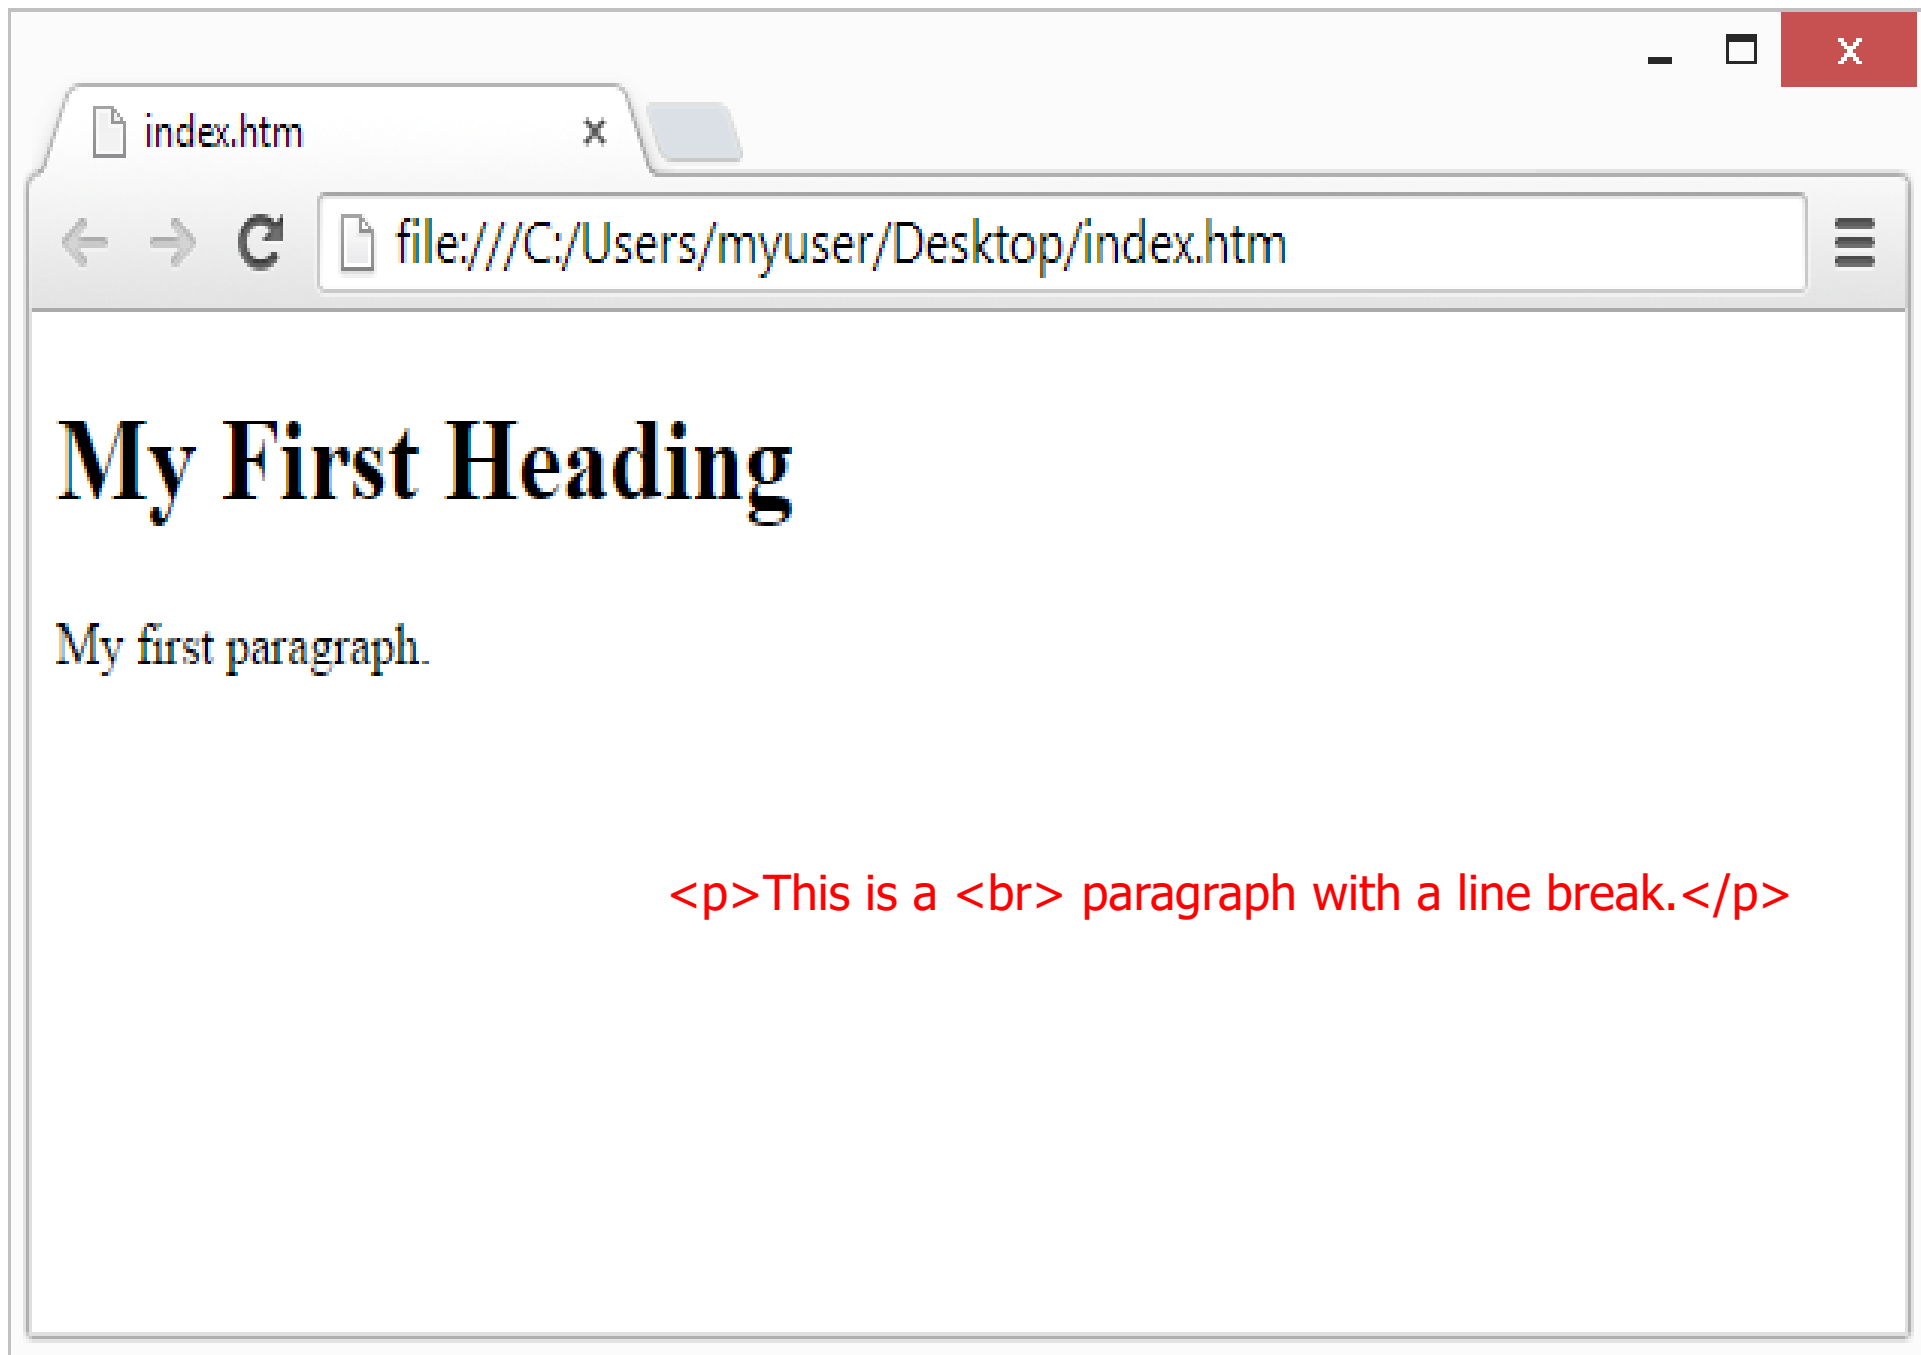 index.htm
file:///C:/Users/myuser/Desktop/index.htm
My First Heading
My first paragraph.
<p>This is a <br> paragraph with a line break.</p>